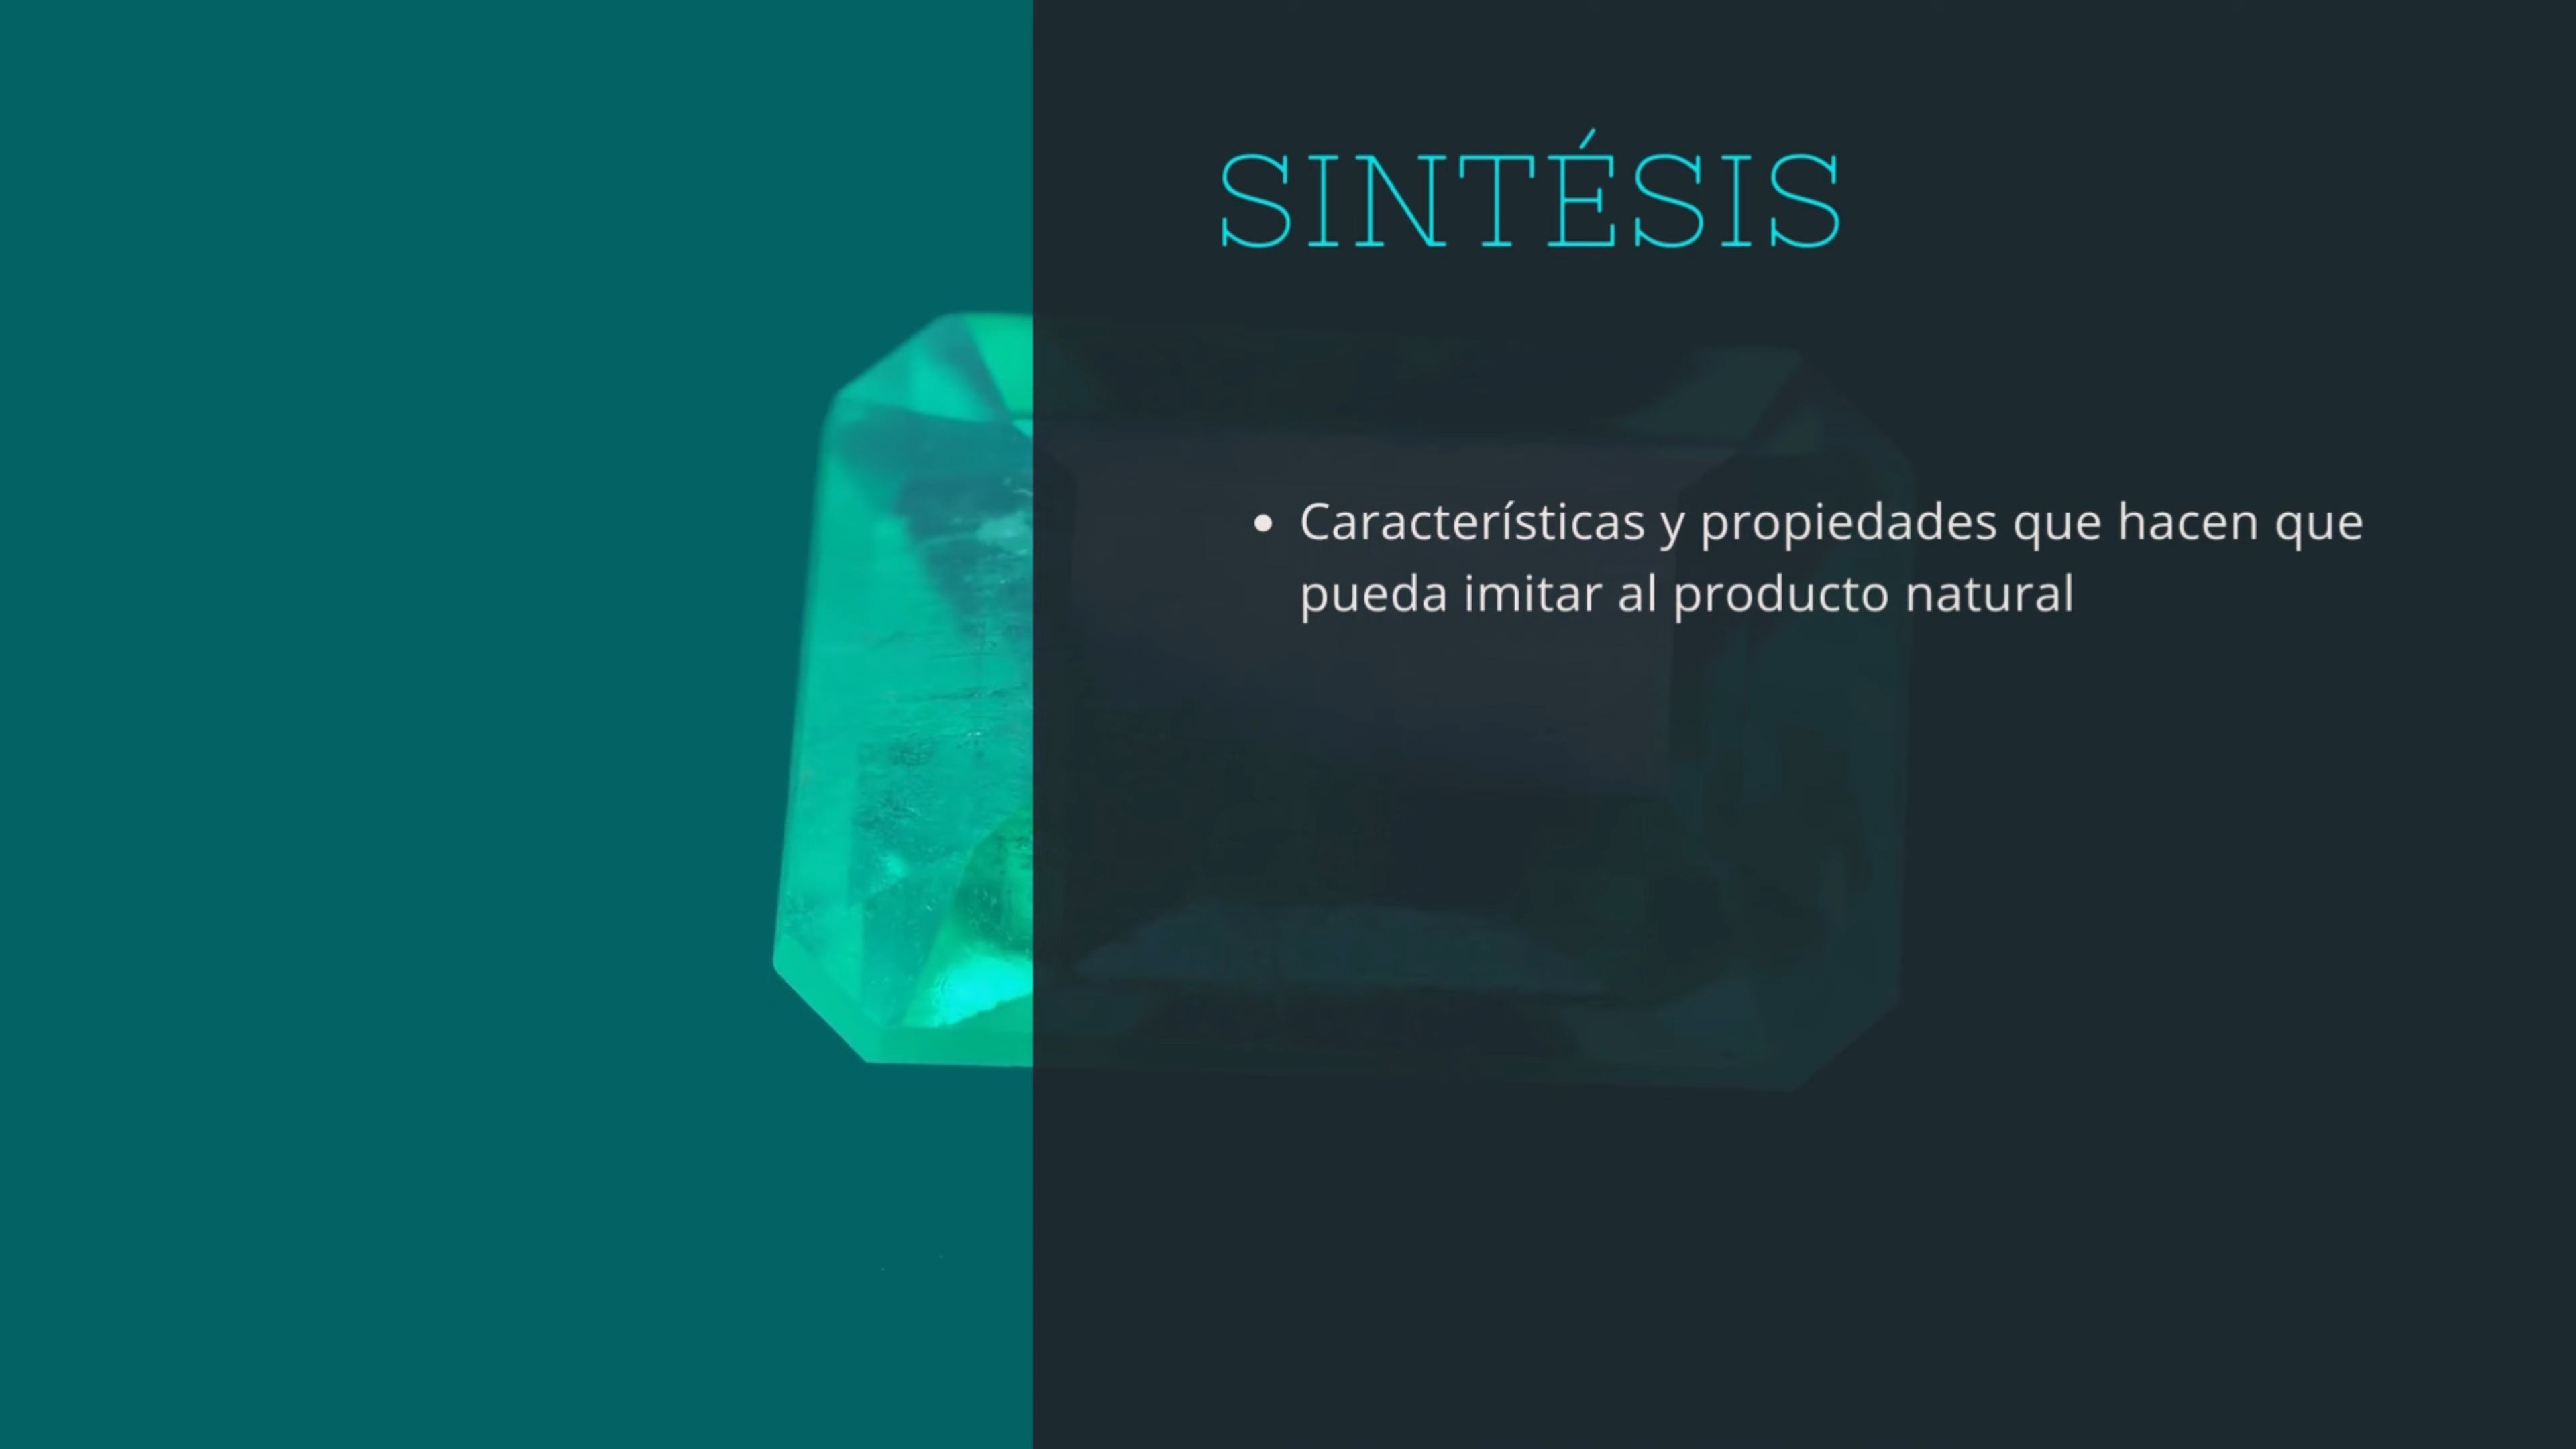 SINTÉSIS
• Características y propiedades que hacen que
pueda imitar al producto natural